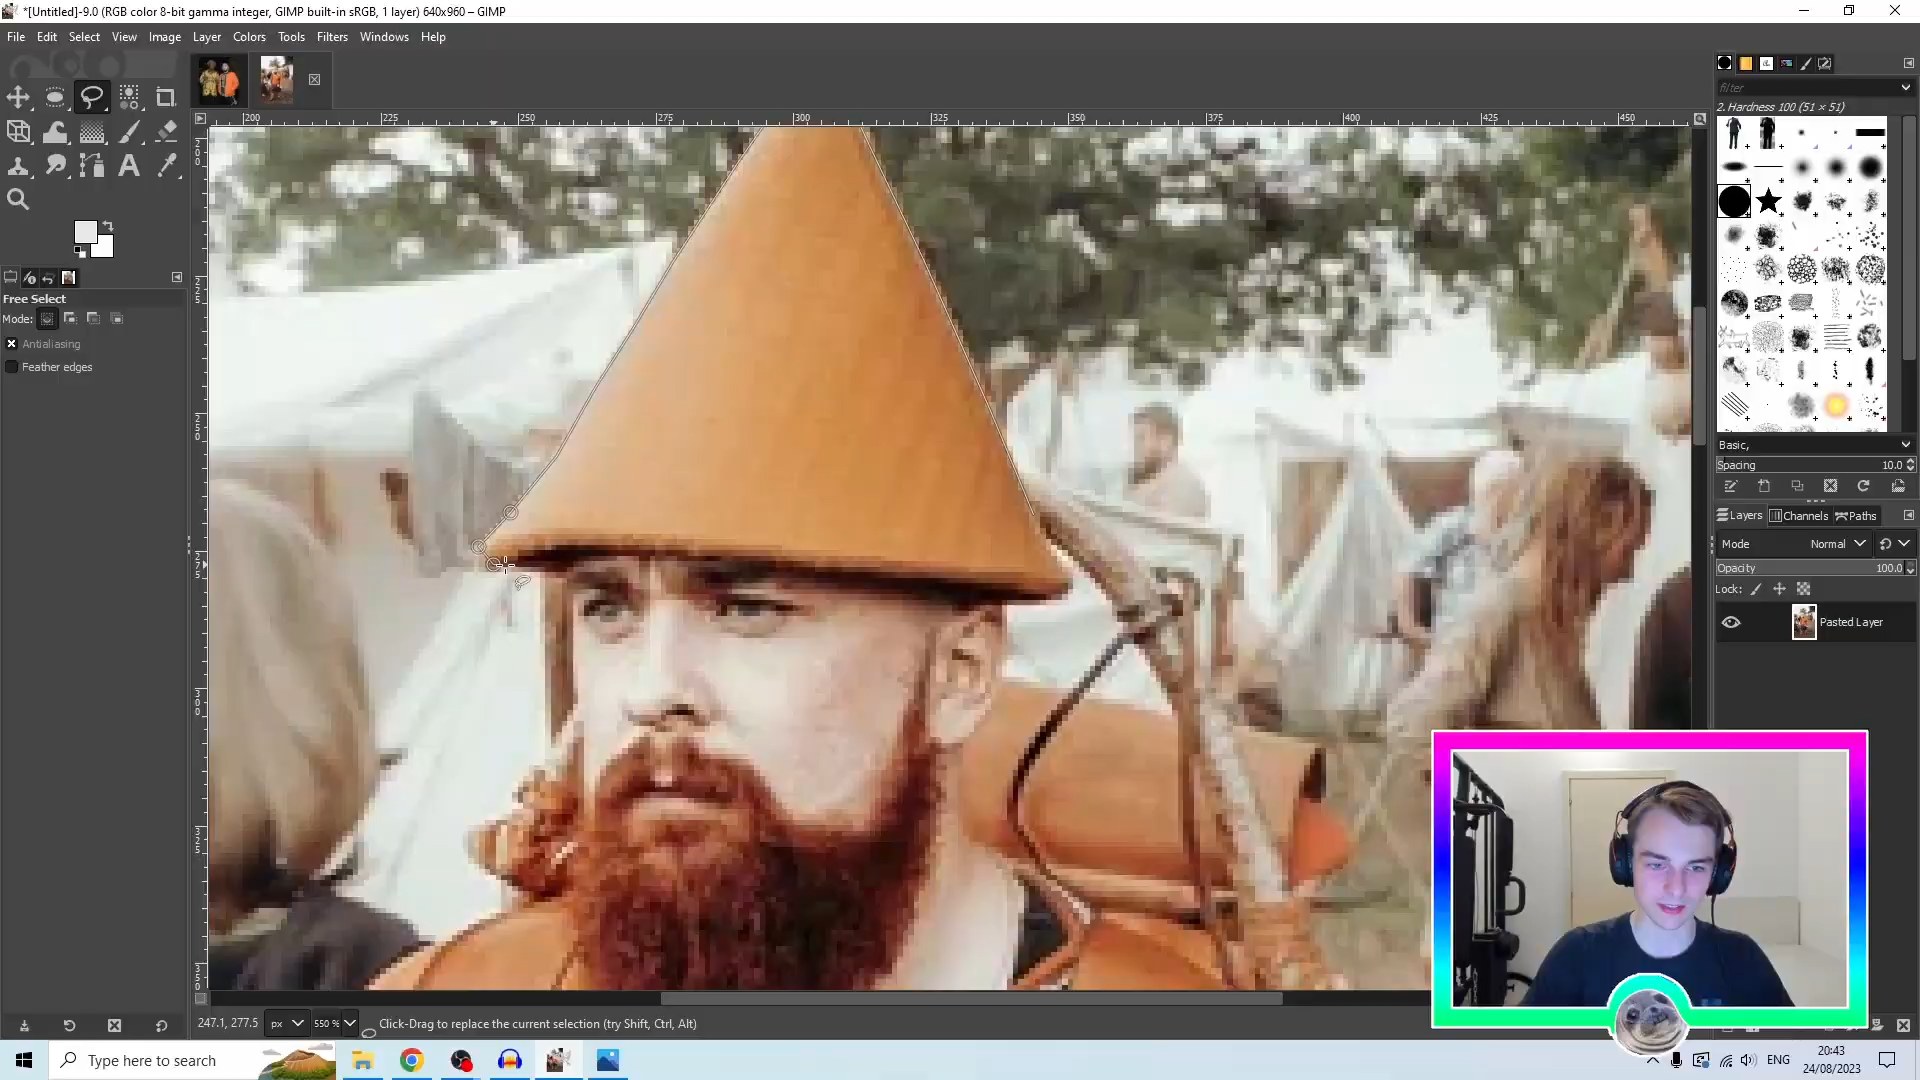 *[Untitled]-9.0 (RGB color 8-bit gamma integer, GIMP built-in sRGB, 1 layer) 640x960 – GIMP
File Edit Select View Image Layer Colors Tools Filters Windows Help
filter
2. Hardness 100 (51 × 51)
200 225 250 275 300 325 350 375 400 425 450
Free Select
Mode:
Antialiasing
Feather edges
Basic,
Spacing 10.0
Layers Channels Paths
Mode Normal
Opacity 100.0
Lock:
Pasted Layer
247.1, 277.5 px 550 % Click-Drag to replace the current selection (try Shift, Ctrl, Alt)
Type here to search
ENG
20:43
24/08/2023